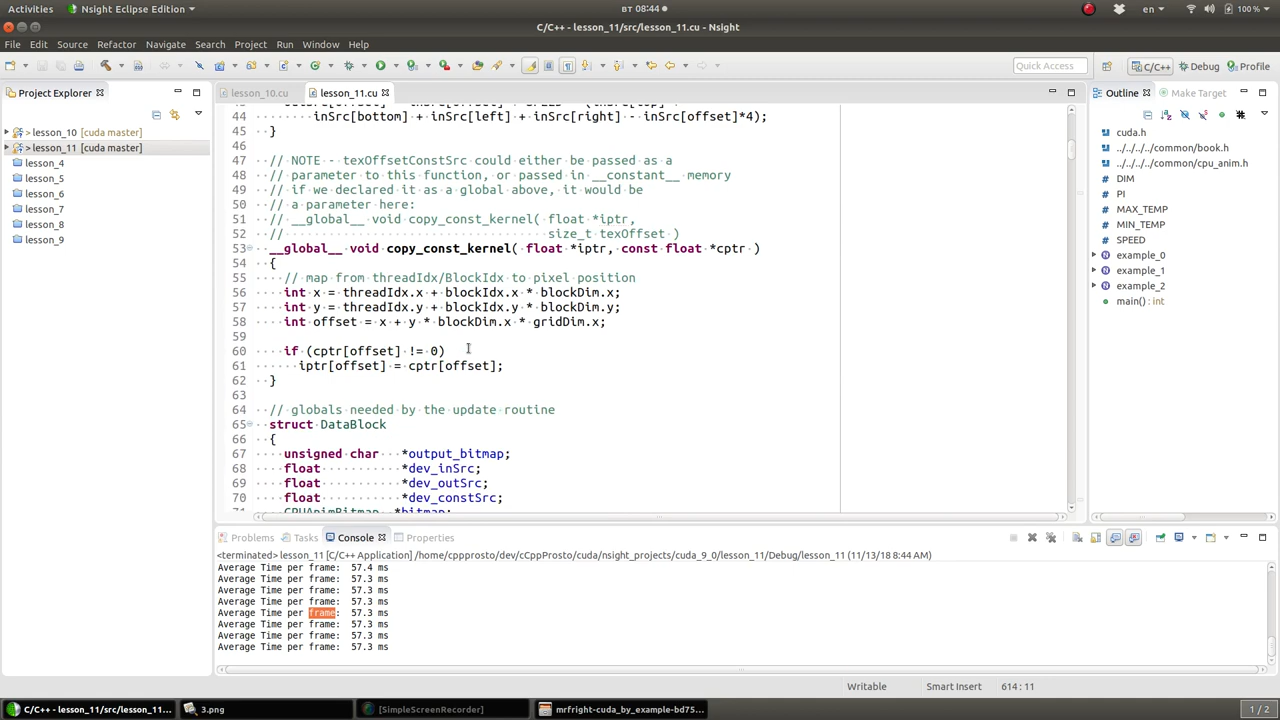 Activities
Nsight Eclipse Edition
ВТ 08:44
en
100 %
C/C++ - lesson_11/src/lesson_11.cu - Nsight
File Edit Source Refactor Navigate Search Project Explorer Run Window Help
Quick Access
C/C++
Debug
Profile
Project Explorer
> lesson_10 [cuda master]
> lesson_11 [cuda master]
lesson_4
lesson_5
lesson_6
lesson_7
lesson_8
lesson_9
lesson_10.cu
lesson_11.cu
44 inSrc[bottom] + inSrc[left] + inSrc[right] - inSrc[offset]*4);
45 }
46
47 // NOTE - texOffsetConstSrc could either be passed as a
48 // parameter to this function, or passed in __constant__ memory
49 // if we declared it as a global above, it would be
50 // a parameter here:
51 // __global__ void copy_const_kernel( float *iptr,
52 // size_t texOffset )
53 __global__ void copy_const_kernel( float *iptr, const float *cptr )
54 {
55 // map from threadIdx/BlockIdx to pixel position
56 int x = threadIdx.x + blockIdx.x * blockDim.x;
57 int y = threadIdx.y + blockIdx.y * blockDim.y;
58 int offset = x + y * blockDim.x * gridDim.x;
59
60 if (cptr[offset] != 0)
61 iptr[offset] = cptr[offset];
62 }
63
64 // globals needed by the update routine
65 struct DataBlock
66 {
67 unsigned char *output_bitmap;
68 float *dev_inSrc;
69 float *dev_outSrc;
70 float *dev_constSrc;
CPUAnimBitmap *bitmap;
Outline
Make Target
cuda.h
../../../common/book.h
../../../common/cpu_anim.h
DIM
PI
MAX_TEMP
MIN_TEMP
SPEED
example_0
example_1
example_2
main() : int
Problems
Tasks
Console
Properties
<terminated> lesson_11 [C/C++ Application] /home/cppprosto/dev/cCppProsto/cuda/nsight_projects/cuda_9_0/lesson_11/Debug/lesson_11 (11/13/18 8:44 AM)
Average Time per frame: 57.4 ms
Average Time per frame: 57.3 ms
Average Time per frame: 57.3 ms
Average Time per frame: 57.3 ms
Average Time per frame: 57.3 ms
Average Time per frame: 57.3 ms
Average Time per frame: 57.3 ms
Average Time per frame: 57.3 ms
Writable
Smart Insert
614 : 11
C/C++ - lesson_11/src/lesson_11...
3.png
[SimpleScreenRecorder]
mrfright-cuda_by_example-bd75...
1 / 2